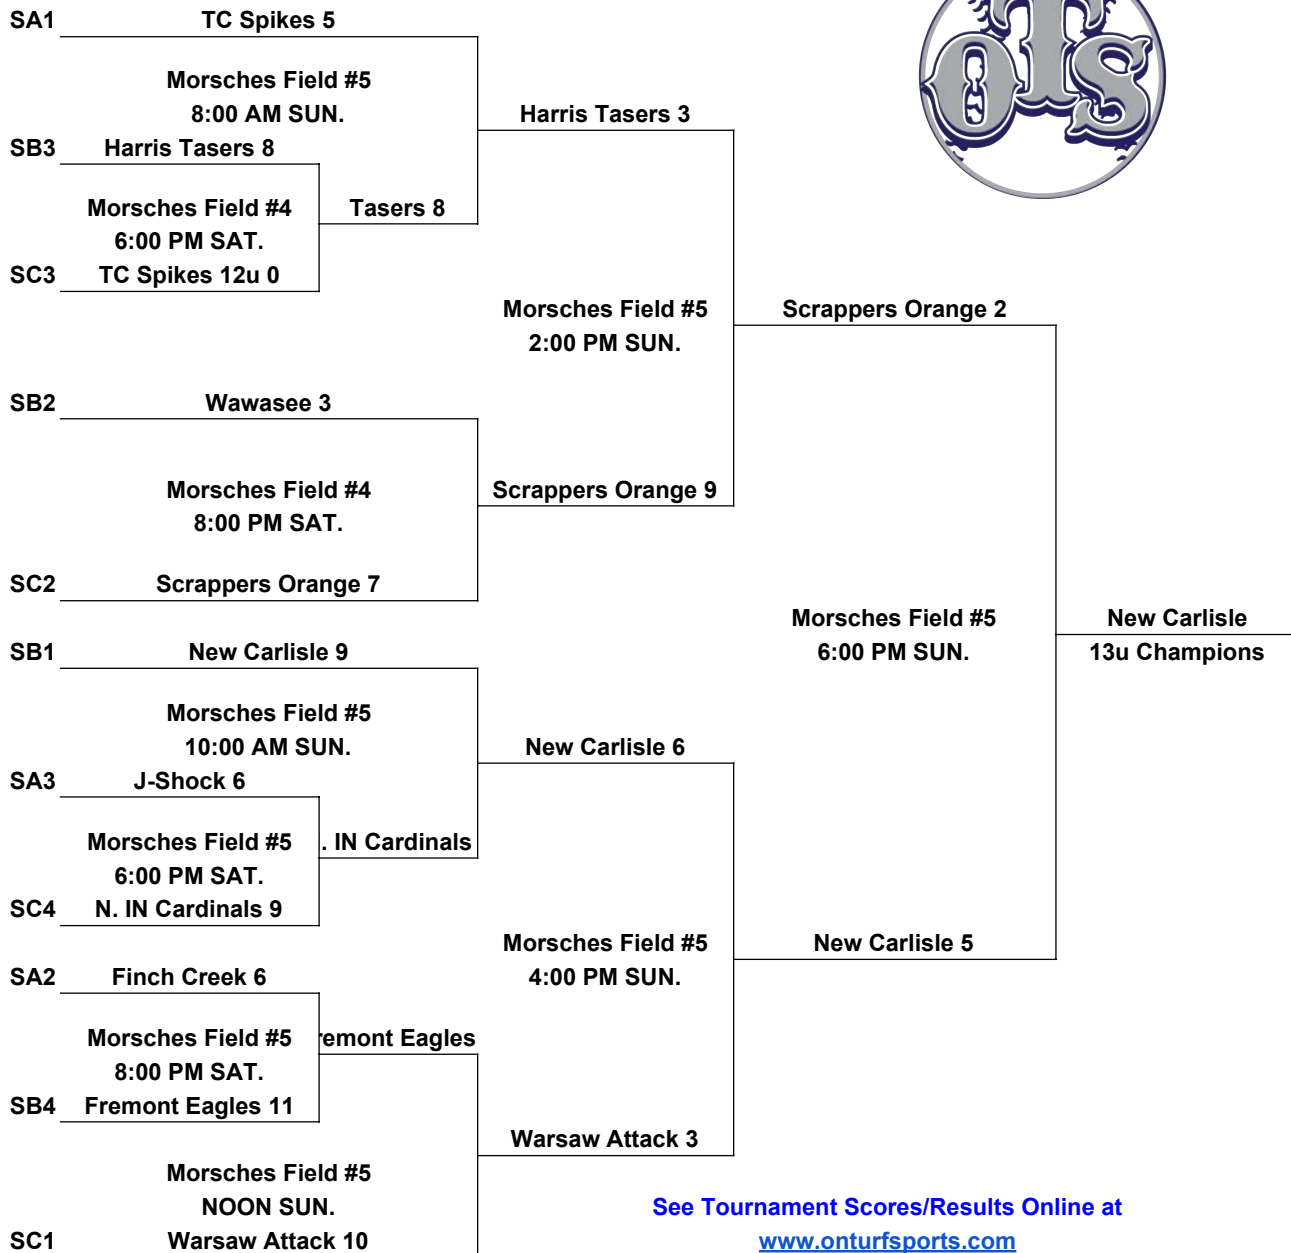 OTS
SA1 TC Spikes 5
Morsches Field #5
8:00 AM SUN.
Harris Tasers 3
SB3 Harris Tasers 8
Morsches Field #4
6:00 PM SAT.
Tasers 8
SC3 TC Spikes 12u 0
Morsches Field #5
2:00 PM SUN.
Scrappers Orange 2
SB2 Wawasee 3
Morsches Field #4
8:00 PM SAT.
Scrappers Orange 9
SC2 Scrappers Orange 7
Morsches Field #5
6:00 PM SUN.
New Carlisle
13u Champions
SB1 New Carlisle 9
Morsches Field #5
10:00 AM SUN.
New Carlisle 6
SA3 J-Shock 6
Morsches Field #5
6:00 PM SAT.
. IN Cardinals
SC4 N. IN Cardinals 9
Morsches Field #5
4:00 PM SUN.
New Carlisle 5
SA2 Finch Creek 6
Morsches Field #5
8:00 PM SAT.
remont Eagles
SB4 Fremont Eagles 11
Warsaw Attack 3
Morsches Field #5
NOON SUN.
SC1 Warsaw Attack 10
See Tournament Scores/Results Online at
www.onturfsports.com